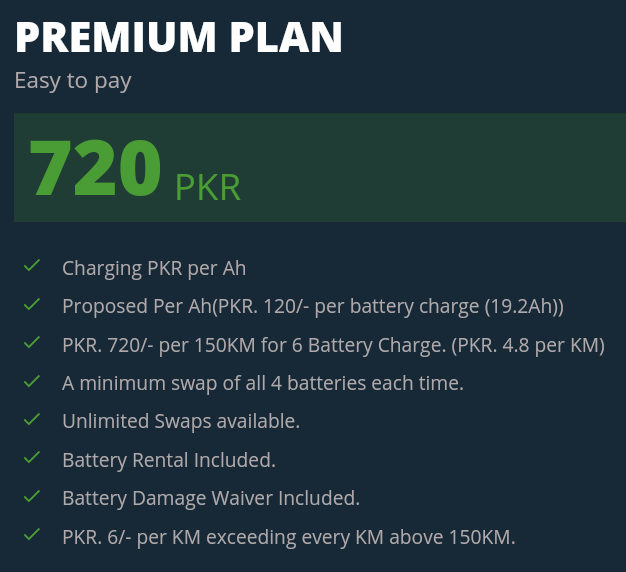 PREMIUM PLAN
Easy to pay
720 PKR
Charging PKR per Ah
Proposed Per Ah(PKR. 120/- per battery charge (19.2Ah))
PKR. 720/- per 150KM for 6 Battery Charge. (PKR. 4.8 per KM)
A minimum swap of all 4 batteries each time.
Unlimited Swaps available.
Battery Rental Included.
Battery Damage Waiver Included.
PKR. 6/- per KM exceeding every KM above 150KM.